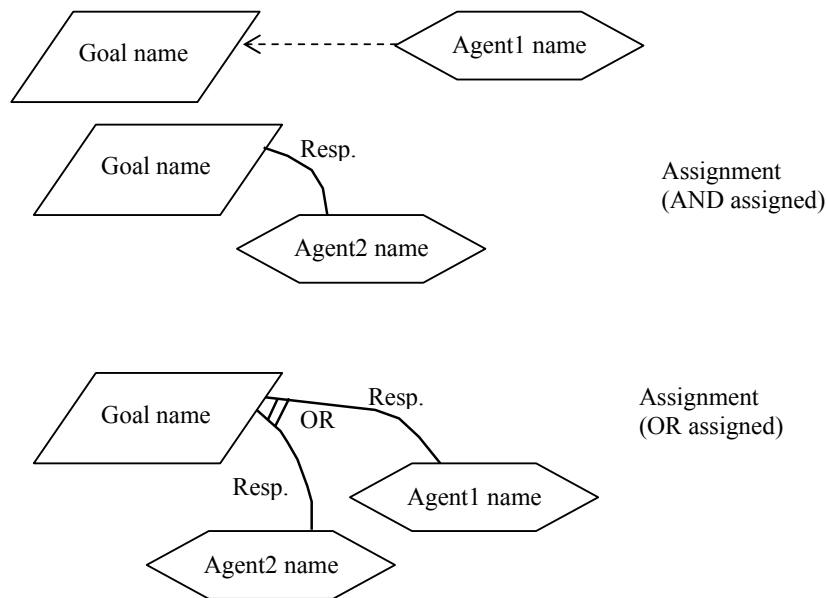 Goal name
Agent1 name
Goal name
Resp.
Agent2 name
Assignment
(AND assigned)
Goal name
OR
Resp.
Resp.
Agent1 name
Agent2 name
Assignment
(OR assigned)